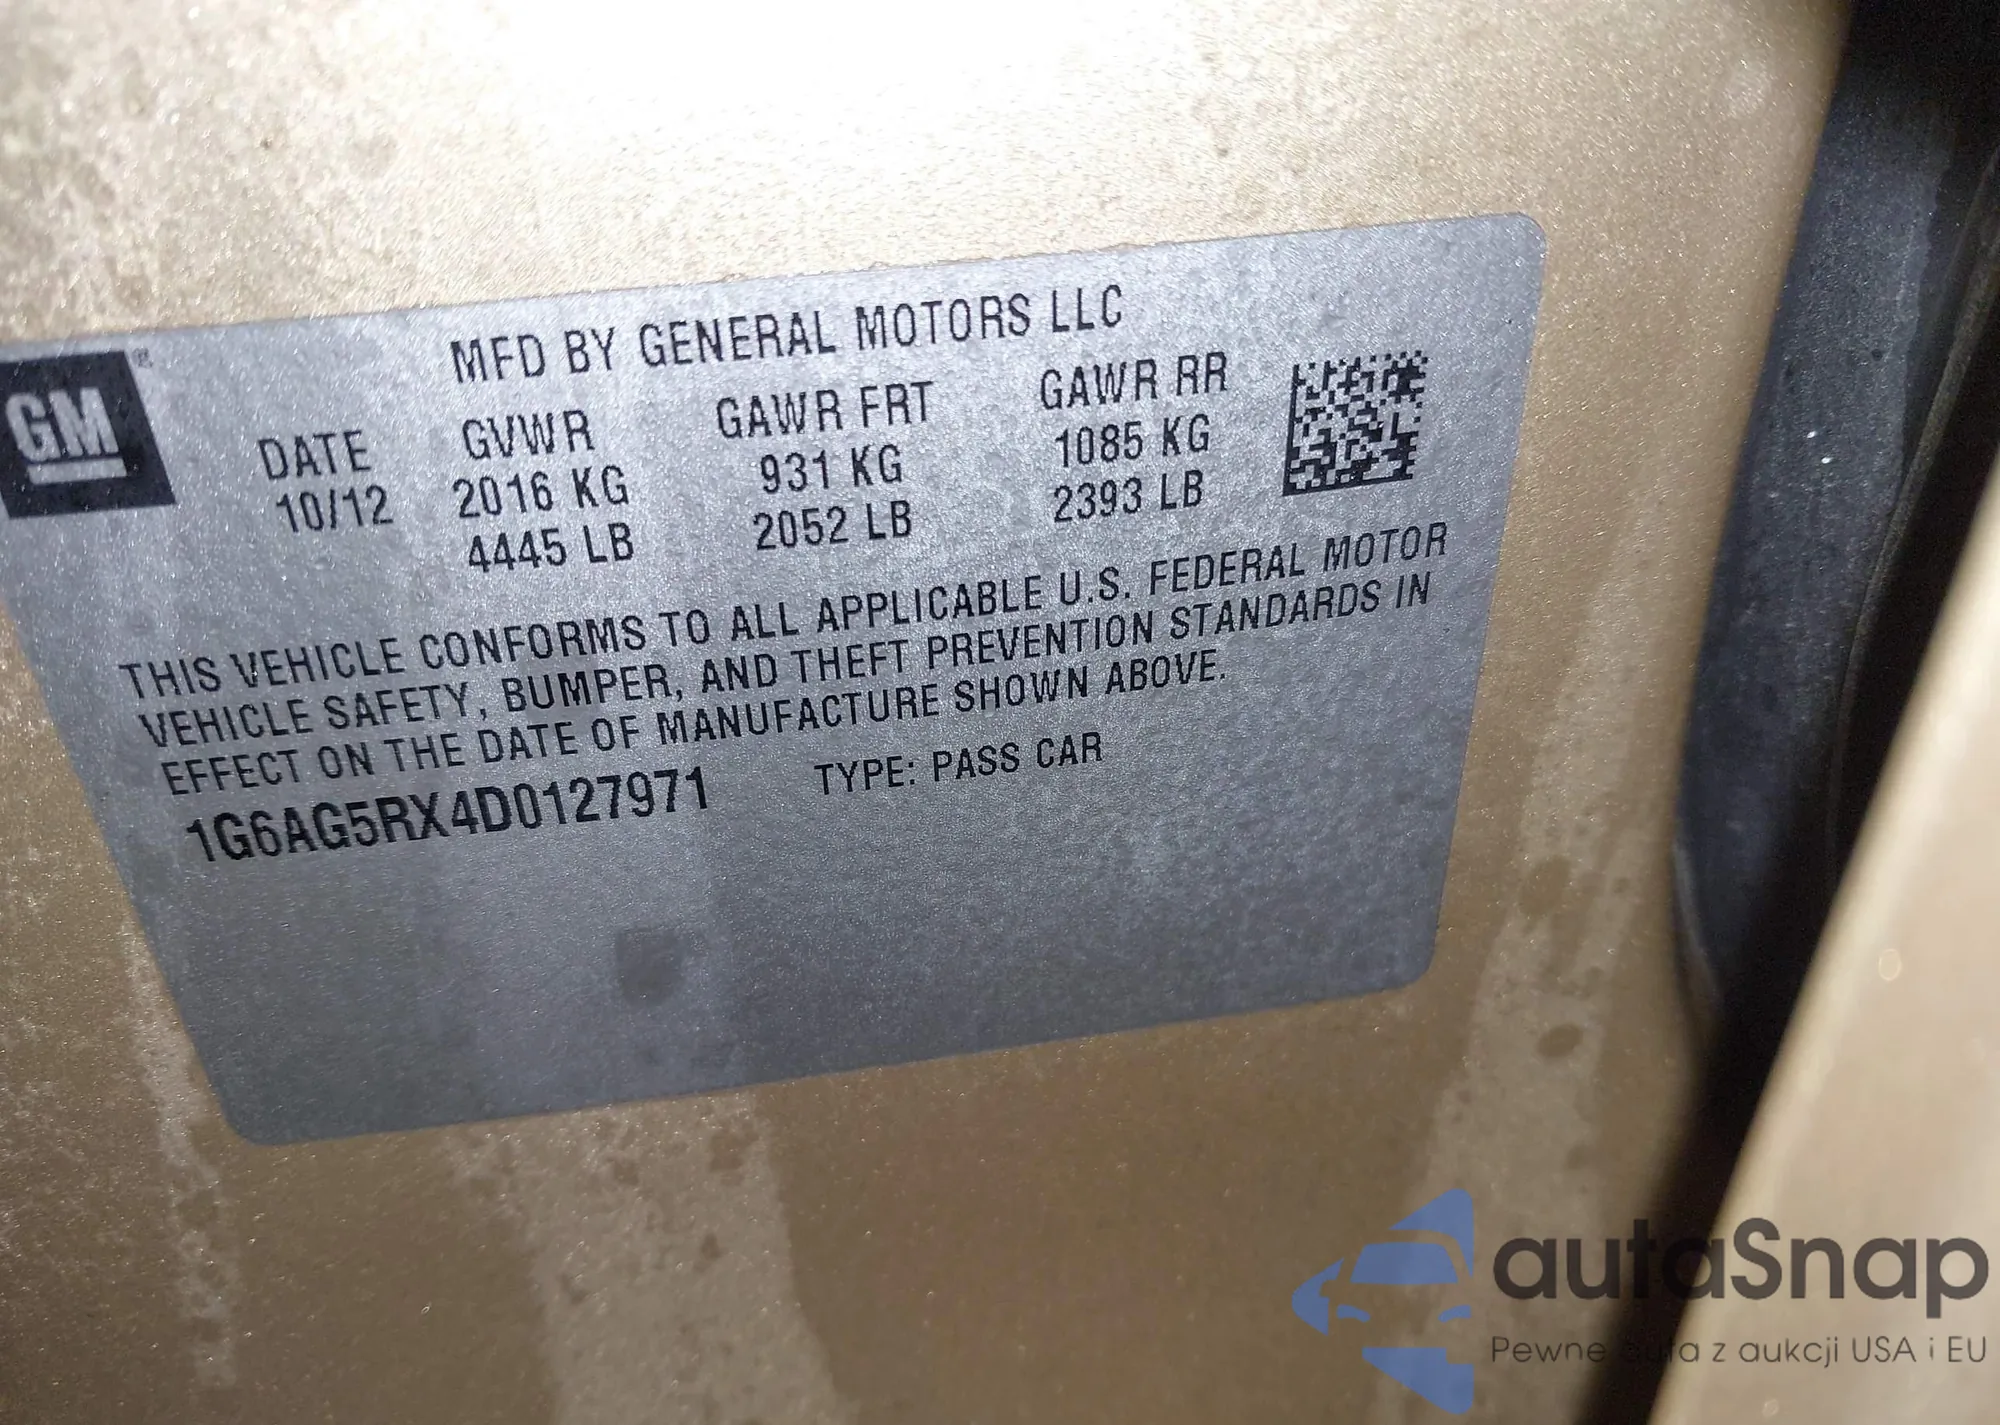 MFD BY GENERAL MOTORS LLC
GM®
DATE GVWR GAWR FRT GAWR RR
10/12 2016 KG 931 KG 1085 KG
4445 LB 2052 LB 2393 LB
THIS VEHICLE CONFORMS TO ALL APPLICABLE U.S. FEDERAL MOTOR
VEHICLE SAFETY, BUMPER, AND THEFT PREVENTION STANDARDS IN
EFFECT ON THE DATE OF MANUFACTURE SHOWN ABOVE.
1G6AG5RX4D0127971 TYPE: PASS CAR
autaSnap
Pewne auta z aukcji USA i EU